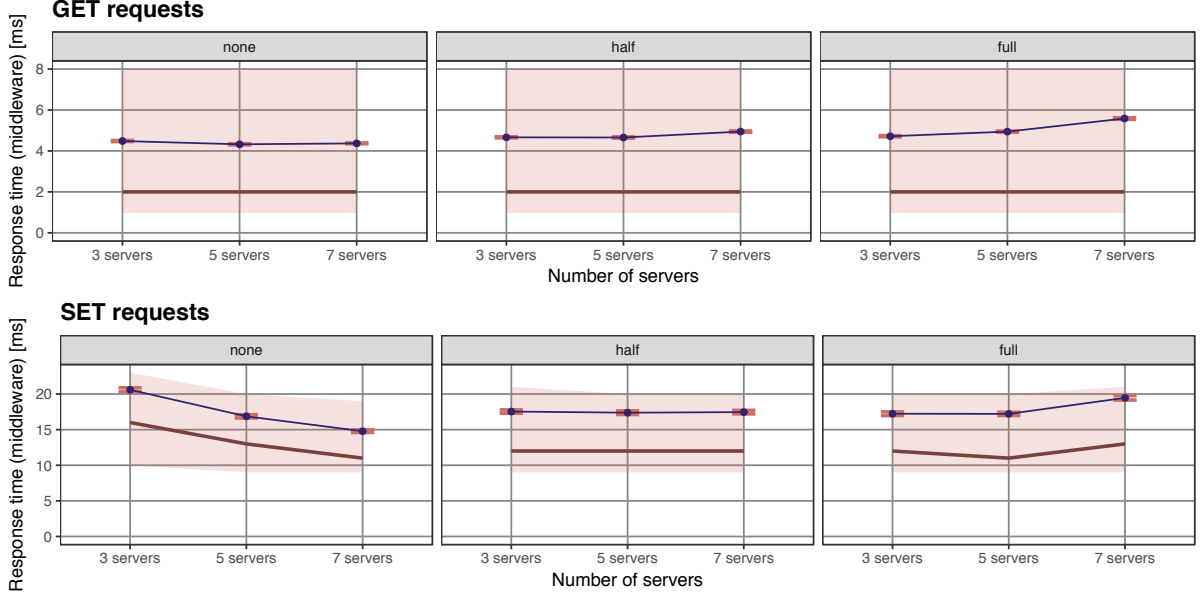 GET requests
Response time (middleware) [ms]
none half full
8
6
4
2
0
3 servers 5 servers 7 servers 3 servers 5 servers 7 servers 3 servers 5 servers 7 servers
Number of servers
SET requests
Response time (middleware) [ms]
none half full
20
15
10
5
0
3 servers 5 servers 7 servers 3 servers 5 servers 7 servers 3 servers 5 servers 7 servers
Number of servers